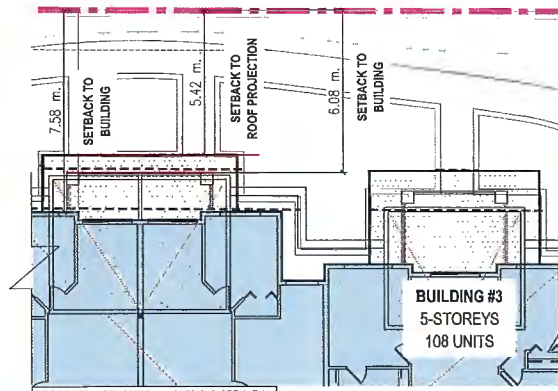 7.58 m.
SETBACK TO
BUILDING
5.42 m.
SETBACK TO
ROOF PROJECTION
6.08 m.
SETBACK TO
BUILDING
BUILDING #3
5-STOREYS
108 UNITS